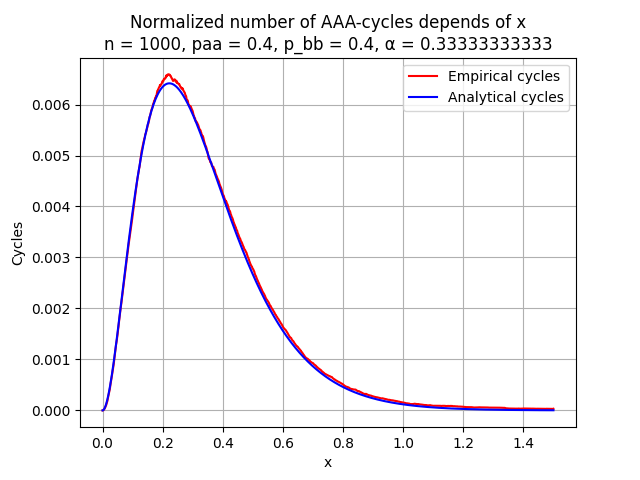 Normalized number of AAA-cycles depends of x
n = 1000, paa = 0.4, p_bb = 0.4, α = 0.33333333333
Empirical cycles
Analytical cycles
Cycles
0.006
0.005
0.004
0.003
0.002
0.001
0.000
0.0 0.2 0.4 0.6 0.8 1.0 1.2 1.4
x